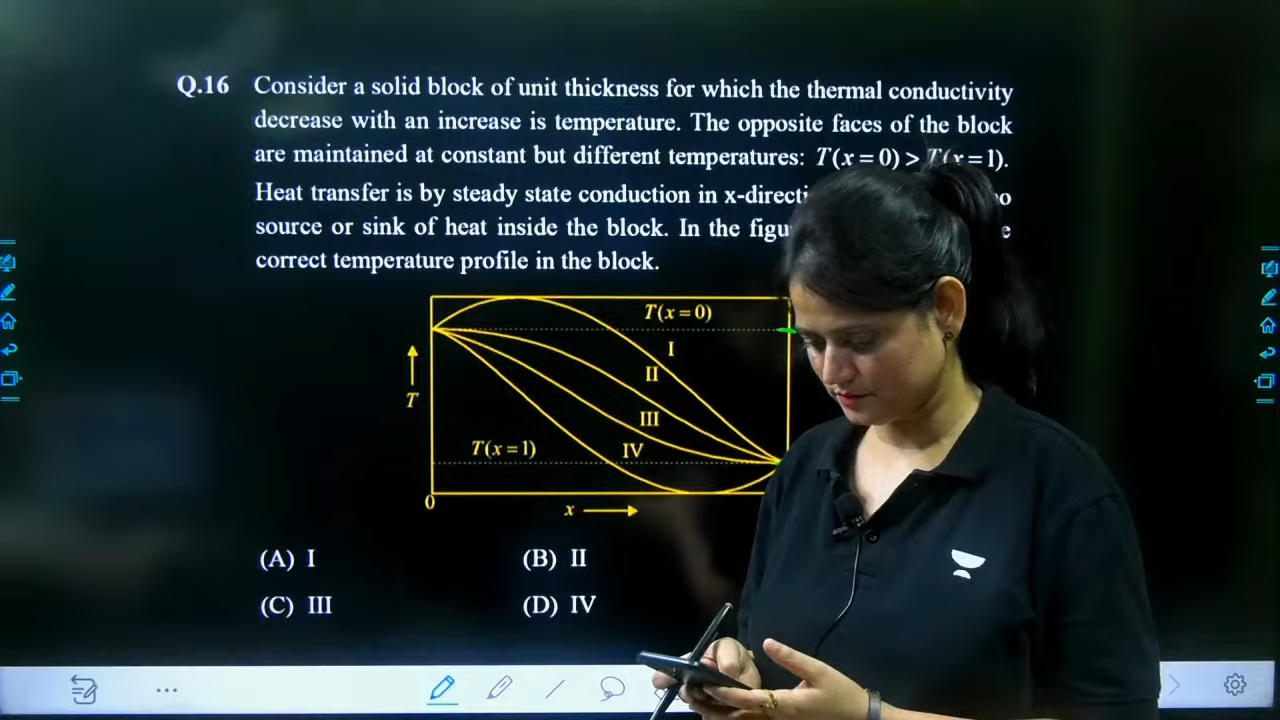 Q.16 Consider a solid block of unit thickness for which the thermal conductivity
decrease with an increase is temperature. The opposite faces of the block
are maintained at constant but different temperatures: T(x = 0) > T(x = 1).
Heat transfer is by steady state conduction in x-directi
source or sink of heat inside the block. In the figu
correct temperature profile in the block.
T(x = 0)
I
II
T
III
T(x = 1)
IV
0
x
(A) I (B) II
(C) III (D) IV